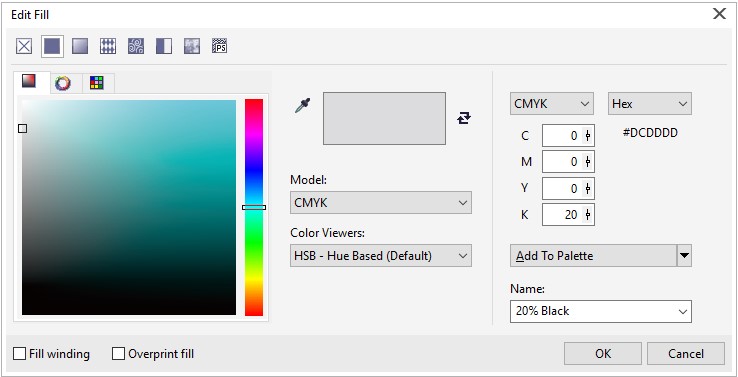 Edit Fill
PS
CMYK
Hex
C 0
#DCDDDD
M 0
Y 0
K 20
Model:
CMYK
Color Viewers:
HSB - Hue Based (Default)
Add To Palette
Name:
20% Black
Fill winding
Overprint fill
OK
Cancel